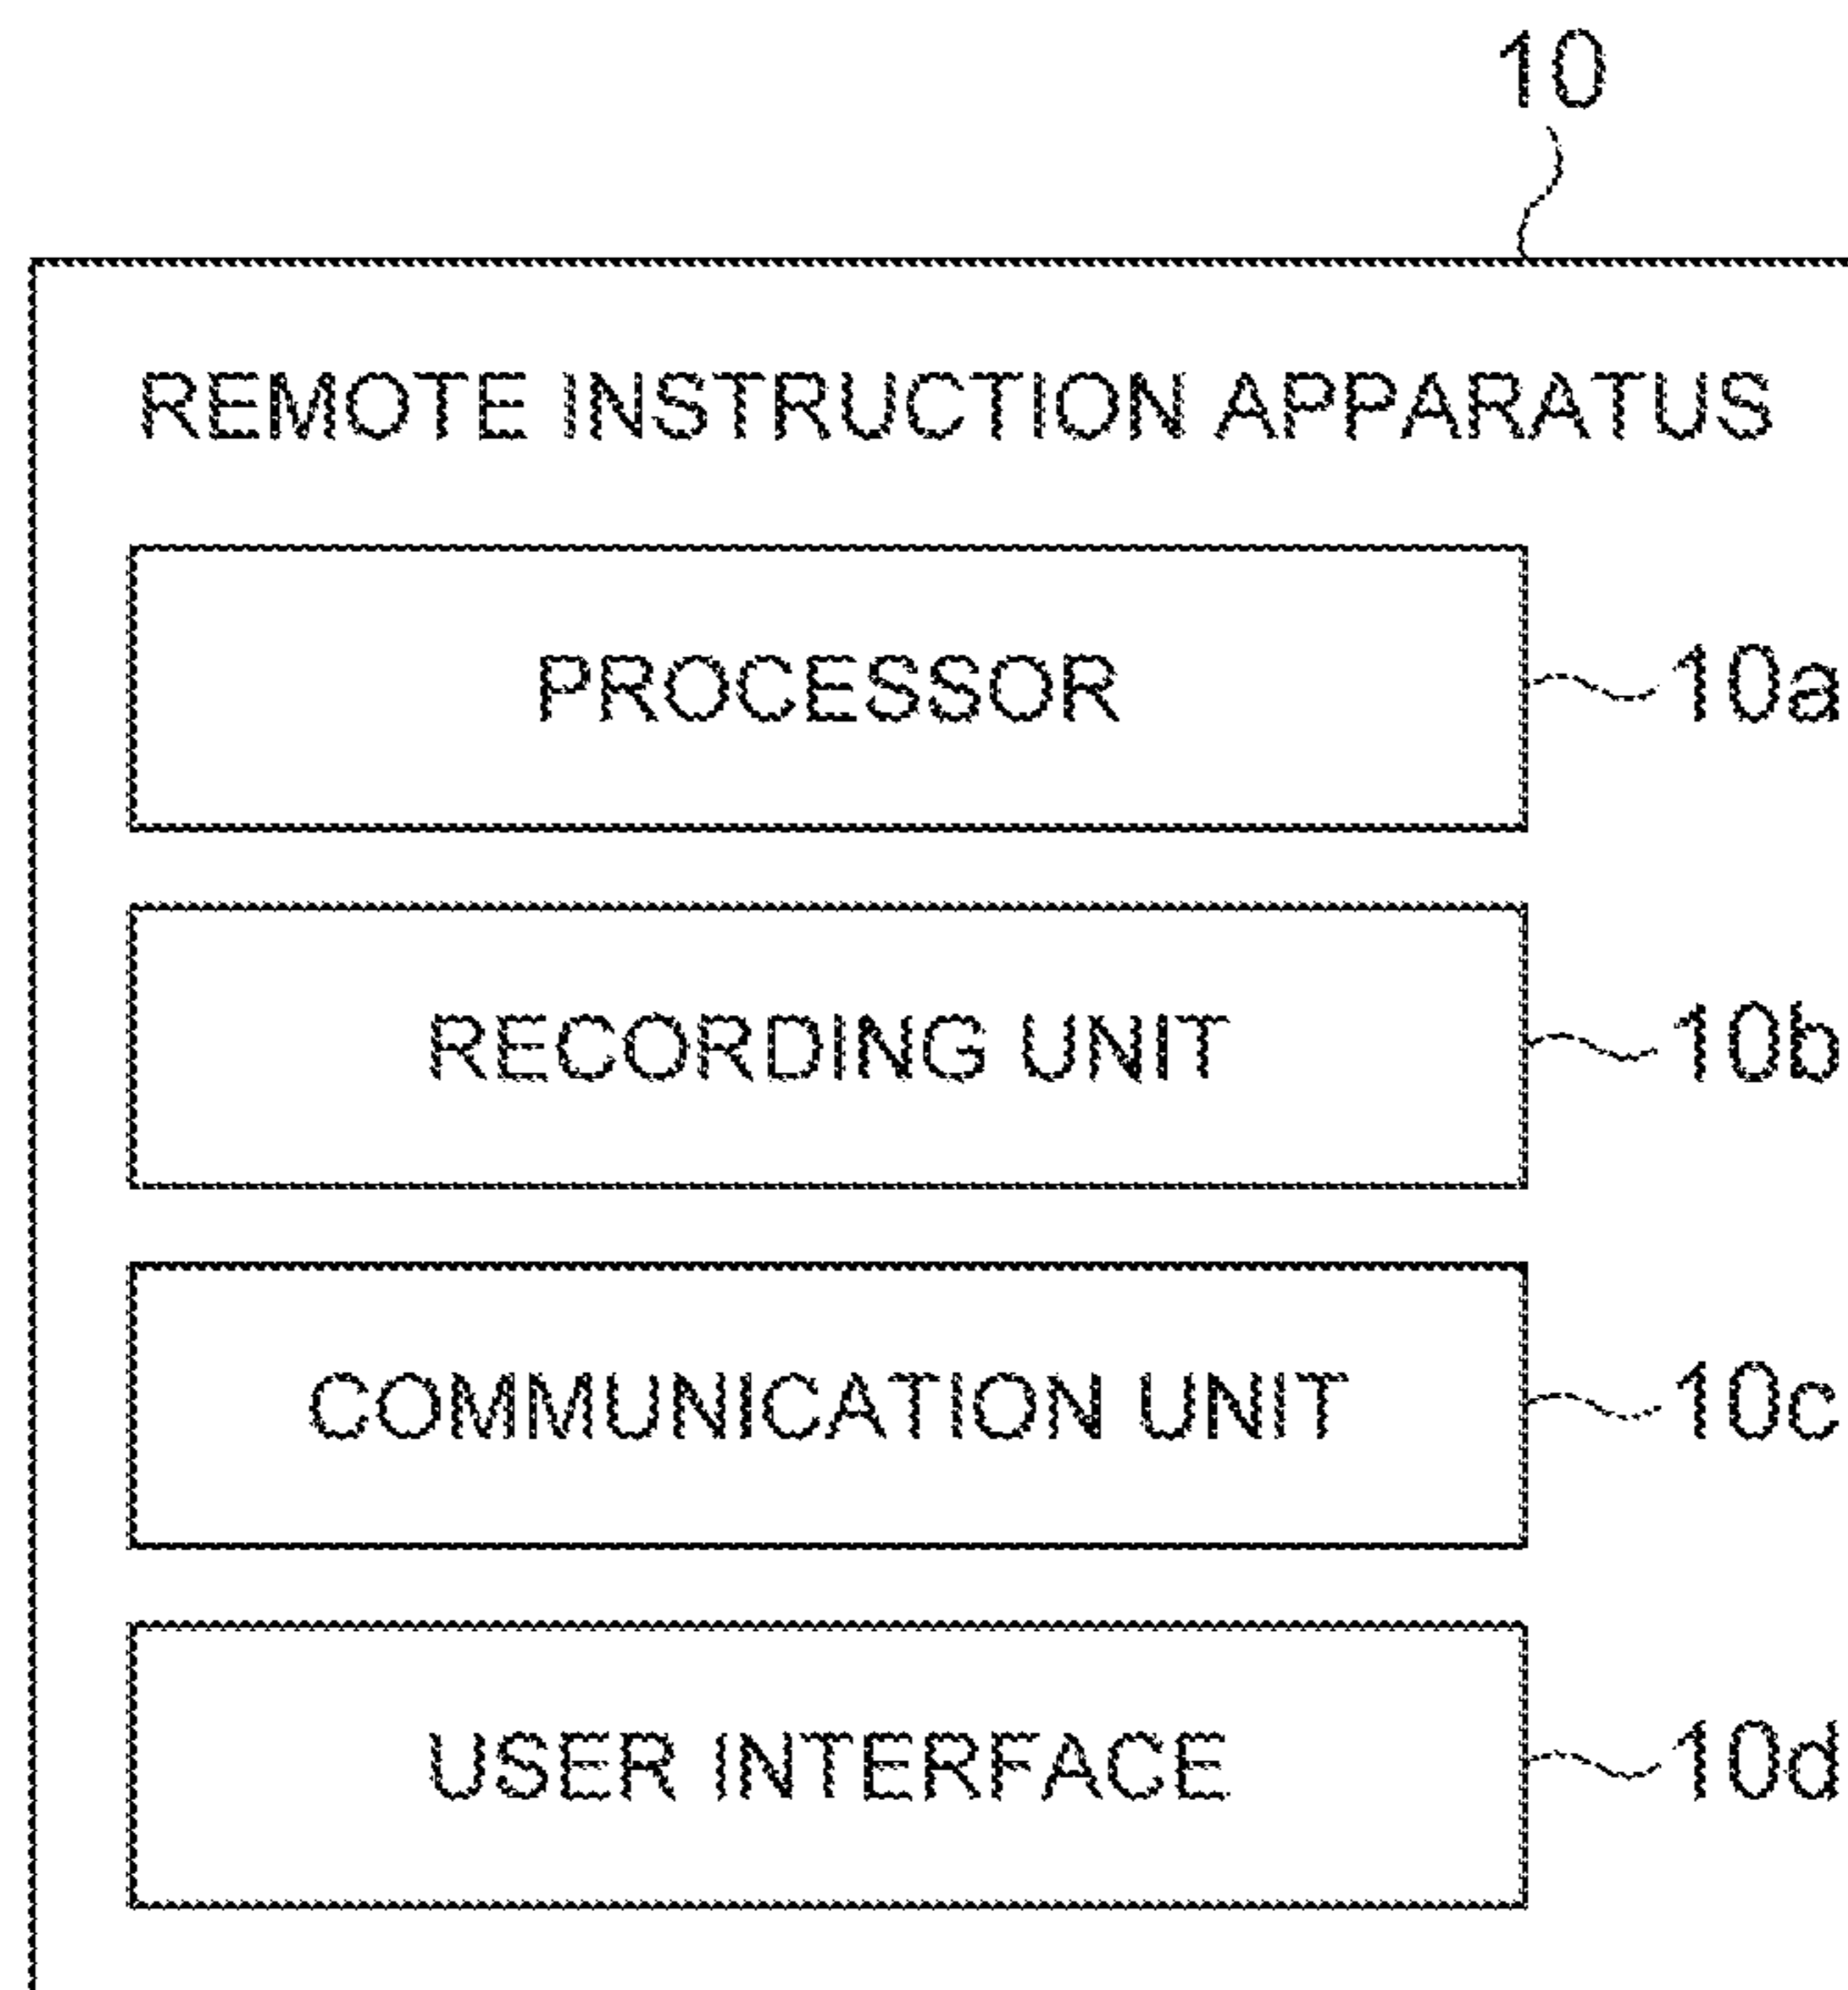 10
REMOTE INSTRUCTION APPARATUS
PROCESSOR
10a
RECORDING UNIT
10b
COMMUNICATION UNIT
10c
USER INTERFACE
10d